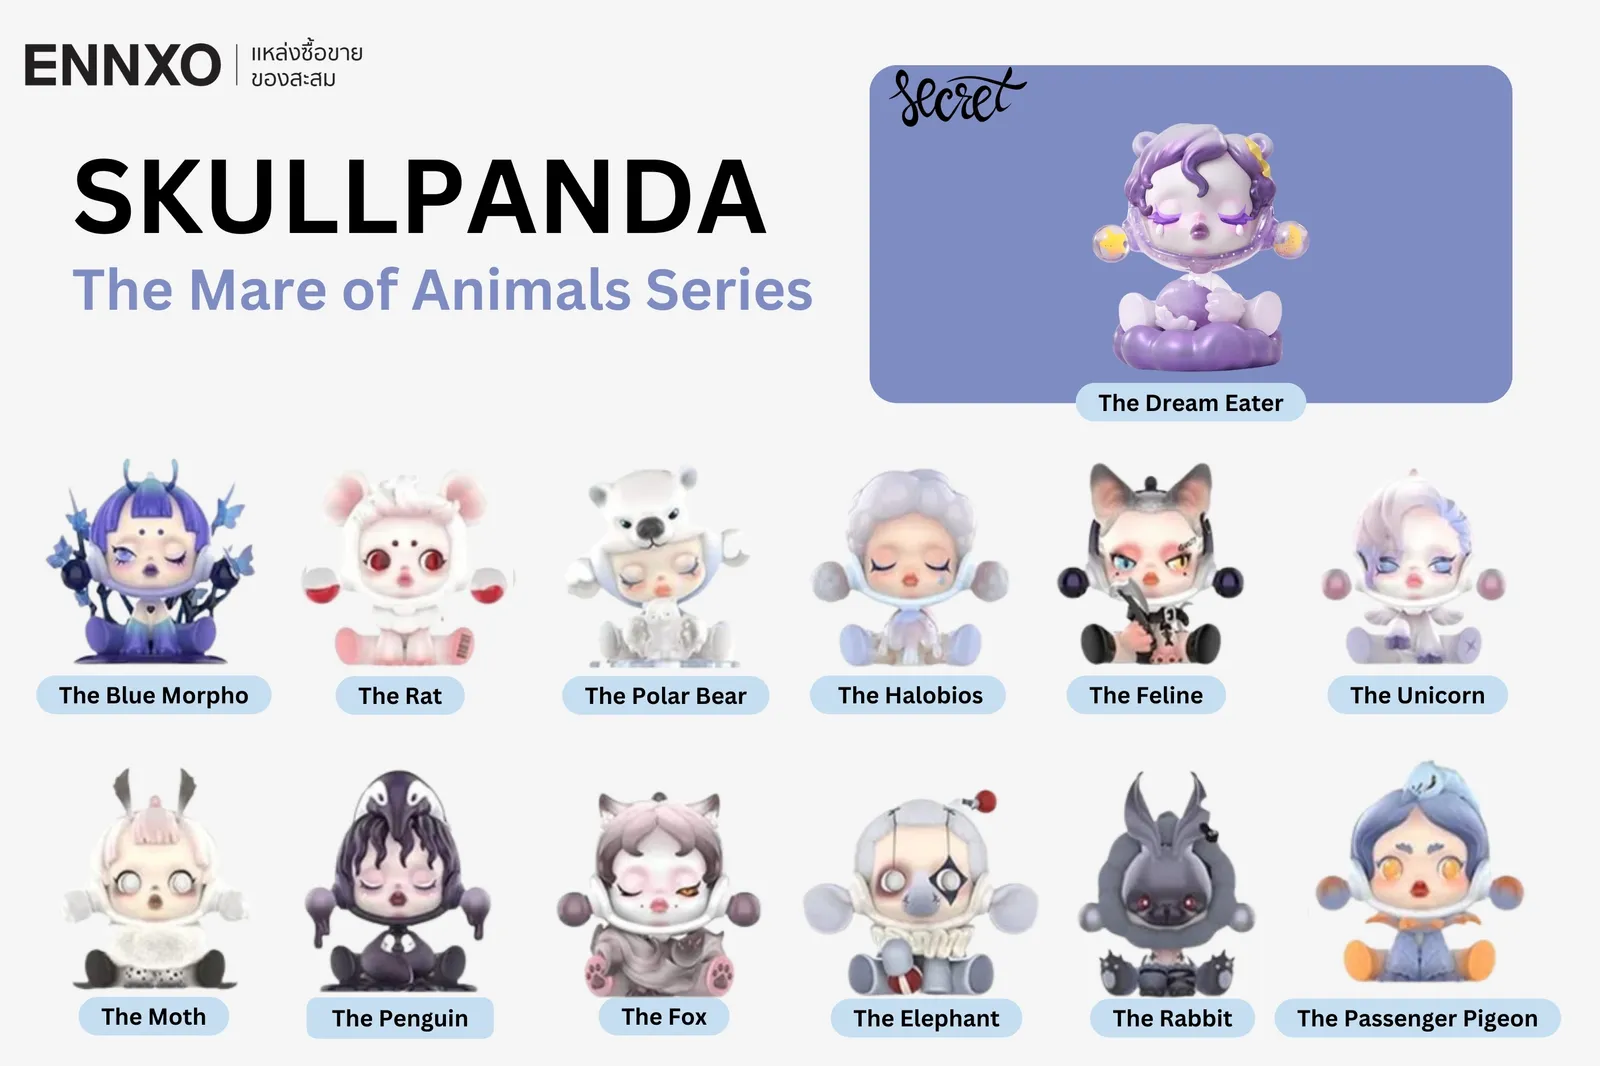 ENNXO
แหล่งซื้อขาย
ของสะสม
SKULLPANDA
The Mare of Animals Series
Secret
The Dream Eater
The Blue Morpho
The Rat
The Polar Bear
The Halobios
The Feline
The Unicorn
The Moth
The Penguin
The Fox
The Elephant
The Rabbit
The Passenger Pigeon